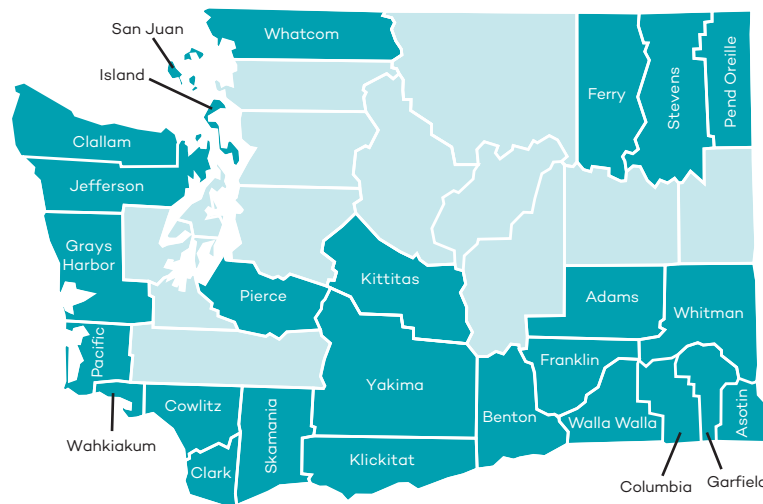 San Juan
Whatcom
Island
Ferry
Stevens
Pend Oreille
Clallam
Jefferson
Grays
Harbor
Kittitas
Pierce
Adams
Whitman
Pacific
Franklin
Yakima
Cowlitz
Skamania
Benton
Walla Walla
Asotin
Wahkiakum
Clark
Klickitat
Columbia
Garfield